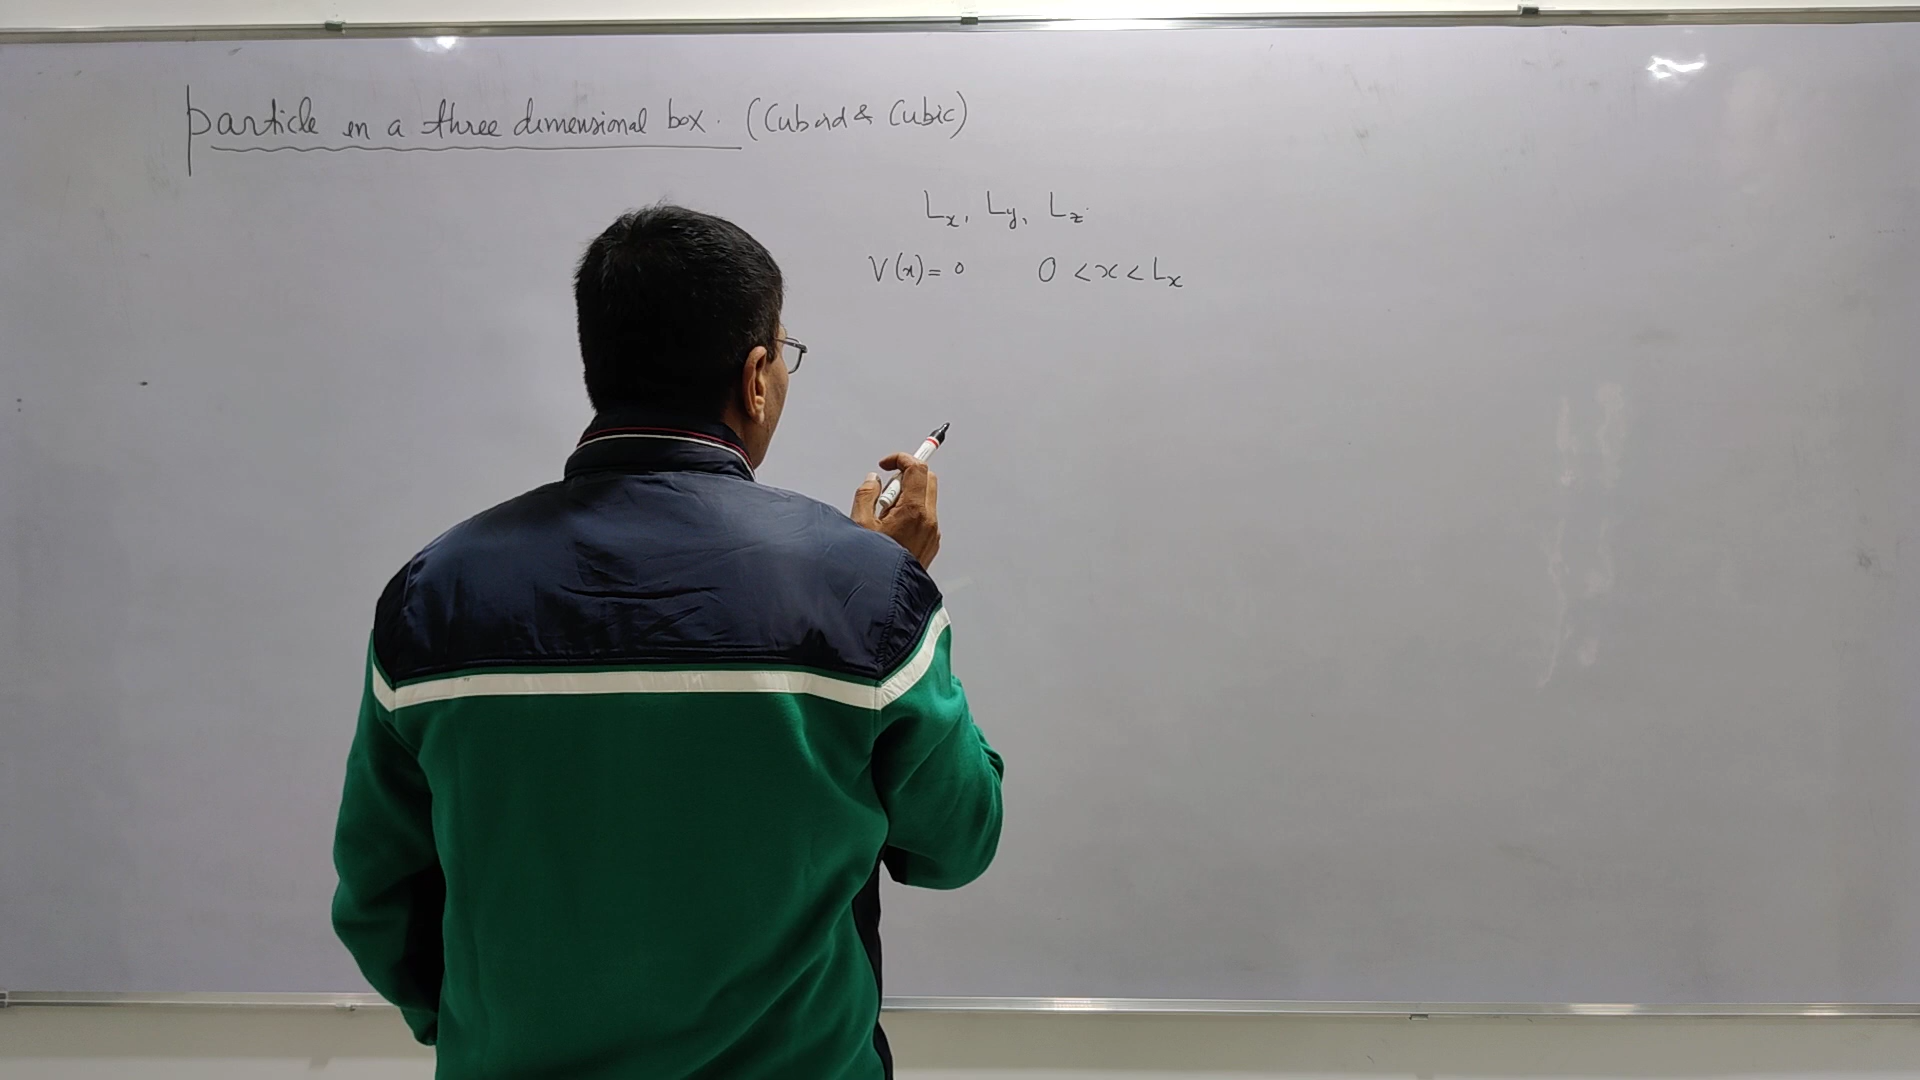 particle in a three dimensional box. (Cuboid & Cubic)
Lx, Ly, Lz
V(x) = 0 0 < x < Lx